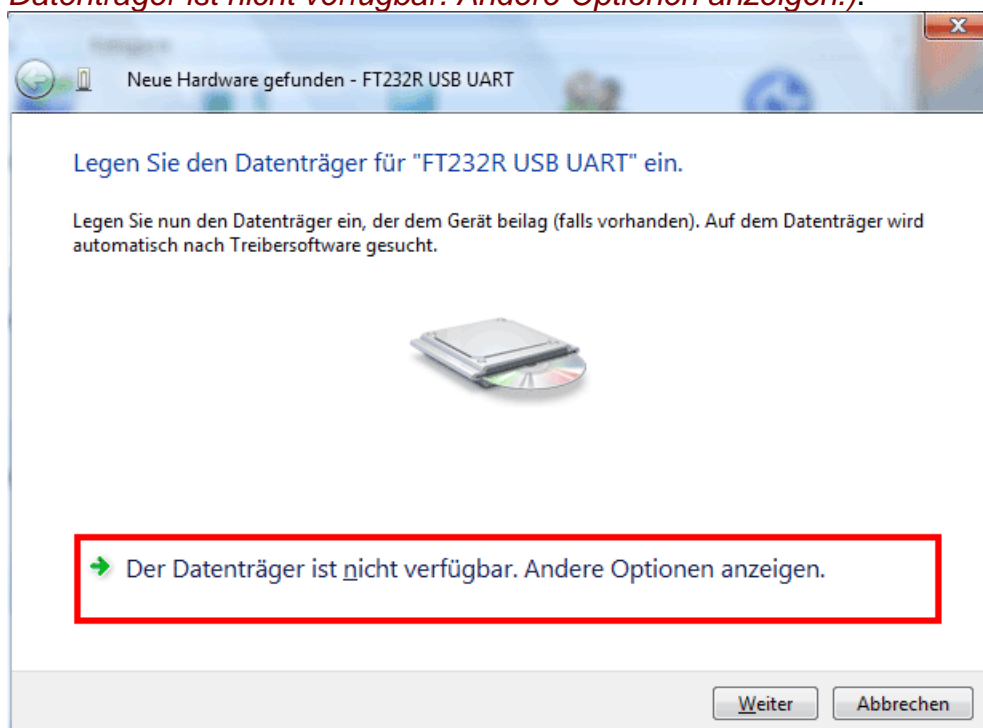 Datenträger ist nicht verfügbar. Andere Optionen anzeigen.).
Neue Hardware gefunden - FT232R USB UART
Legen Sie den Datenträger für "FT232R USB UART" ein.
Legen Sie nun den Datenträger ein, der dem Gerät beilag (falls vorhanden). Auf dem Datenträger wird
automatisch nach Treibersoftware gesucht.
Der Datenträger ist nicht verfügbar. Andere Optionen anzeigen.
Weiter Abbrechen